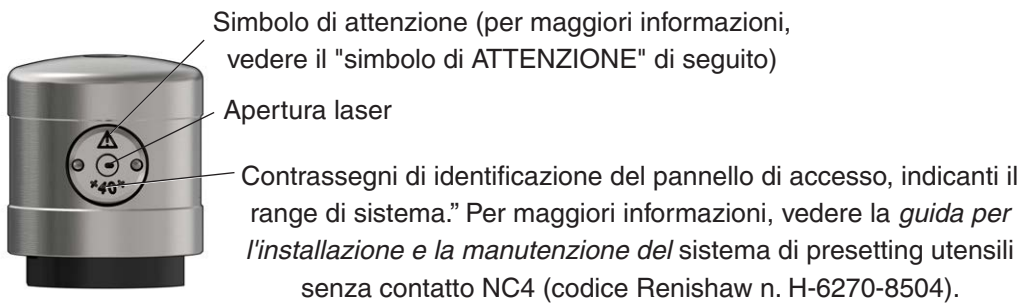 Simbolo di attenzione (per maggiori informazioni,
vedere il "simbolo di ATTENZIONE" di seguito)
Apertura laser
*40*
Contrassegni di identificazione del pannello di accesso, indicanti il
range di sistema.” Per maggiori informazioni, vedere la guida per
l'installazione e la manutenzione del sistema di presetting utensili
senza contatto NC4 (codice Renishaw n. H-6270-8504).